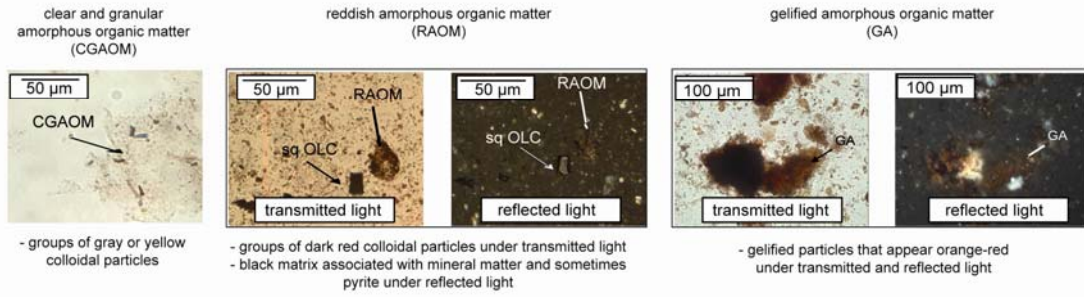 clear and granular
amorphous organic matter
(CGAOM)
50 µm
CGAOM
- groups of gray or yellow
colloidal particles
reddish amorphous organic matter
(RAOM)
50 µm
RAOM
sq OLC
transmitted light
50 µm
RAOM
sq OLC
reflected light
- groups of dark red colloidal particles under transmitted light
- black matrix associated with mineral matter and sometimes
pyrite under reflected light
gelified amorphous organic matter
(GA)
100 µm
GA
transmitted light
100 µm
GA
reflected light
- gelified particles that appear orange-red
under transmitted and reflected light